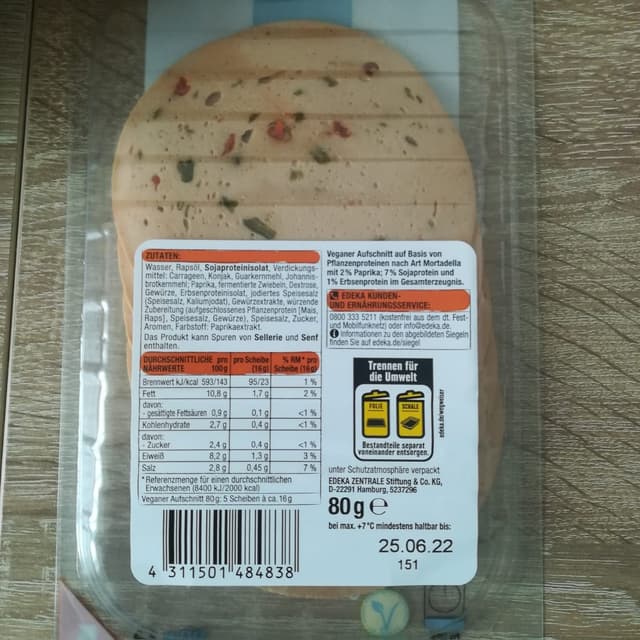 ZUTATEN:
Wasser, Rapsöl, Sojaproteinisolat, Verdickungs-
mittel: Carrageen, Konjak, Guarkernmehl, Johannis-
brotkernmehl; Paprika, fermentierte Zwiebeln, Dextrose,
Gewürze, Erbsenproteinisolat, jodiertes Speisesalz
(Speisesalz, Kaliumjodat), Gewürzextrakte, würzende
Zubereitung (aufgeschlossenes Pflanzenprotein [Mais,
Raps], Speisesalz, Gewürze), Speisesalz, Zucker,
Aromen, Farbstoff: Paprikaextrakt.
Das Produkt kann Spuren von Sellerie und Senf
enthalten.
DURCHSCHNITTLICHE pro pro Scheibe % RM* pro
NÄHRWERTE 100g (16g) Scheibe (16g)
Brennwert kJ/kcal 593/143 95/23 1 %
Fett 10,8 g 1,7 g 2 %
davon:
- gesättigte Fettsäuren 0,9 g 0,1 g <1 %
Kohlenhydrate 2,7 g 0,4 g <1 %
davon:
- Zucker 2,4 g 0,4 g <1 %
Eiweiß 8,2 g 1,3 g 3 %
Salz 2,8 g 0,45 g 7 %
* Referenzmenge für einen durchschnittlichen
Erwachsenen (8400 kJ/2000 kcal)
Veganer Aufschnitt 80 g: 5 Scheiben à ca. 16 g
4 311501 484838
Veganer Aufschnitt auf Basis von
Pflanzenproteinen nach Art Mortadella
mit 2% Paprika; 7% Sojaprotein und
1% Erbsenprotein im Gesamterzeugnis.
EDEKA KUNDEN-
UND ERNÄHRUNGSSERVICE:
0800 333 5211 (kostenfrei aus dem dt. Fest-
und Mobilfunknetz) oder info@edeka.de.
Informationen zu den abgebildeten Siegeln
finden Sie auf edeka.de/siegel
Trennen für
die Umwelt
FOLIE SCHALE
Bestandteile separat
voneinander entsorgen.
edeka.de/wegweiser
unter Schutzatmosphäre verpackt
EDEKA ZENTRALE Stiftung & Co. KG,
D-22291 Hamburg, 5237296
80 g e
bei max. +7°C mindestens haltbar bis:
25.06.22
151
V